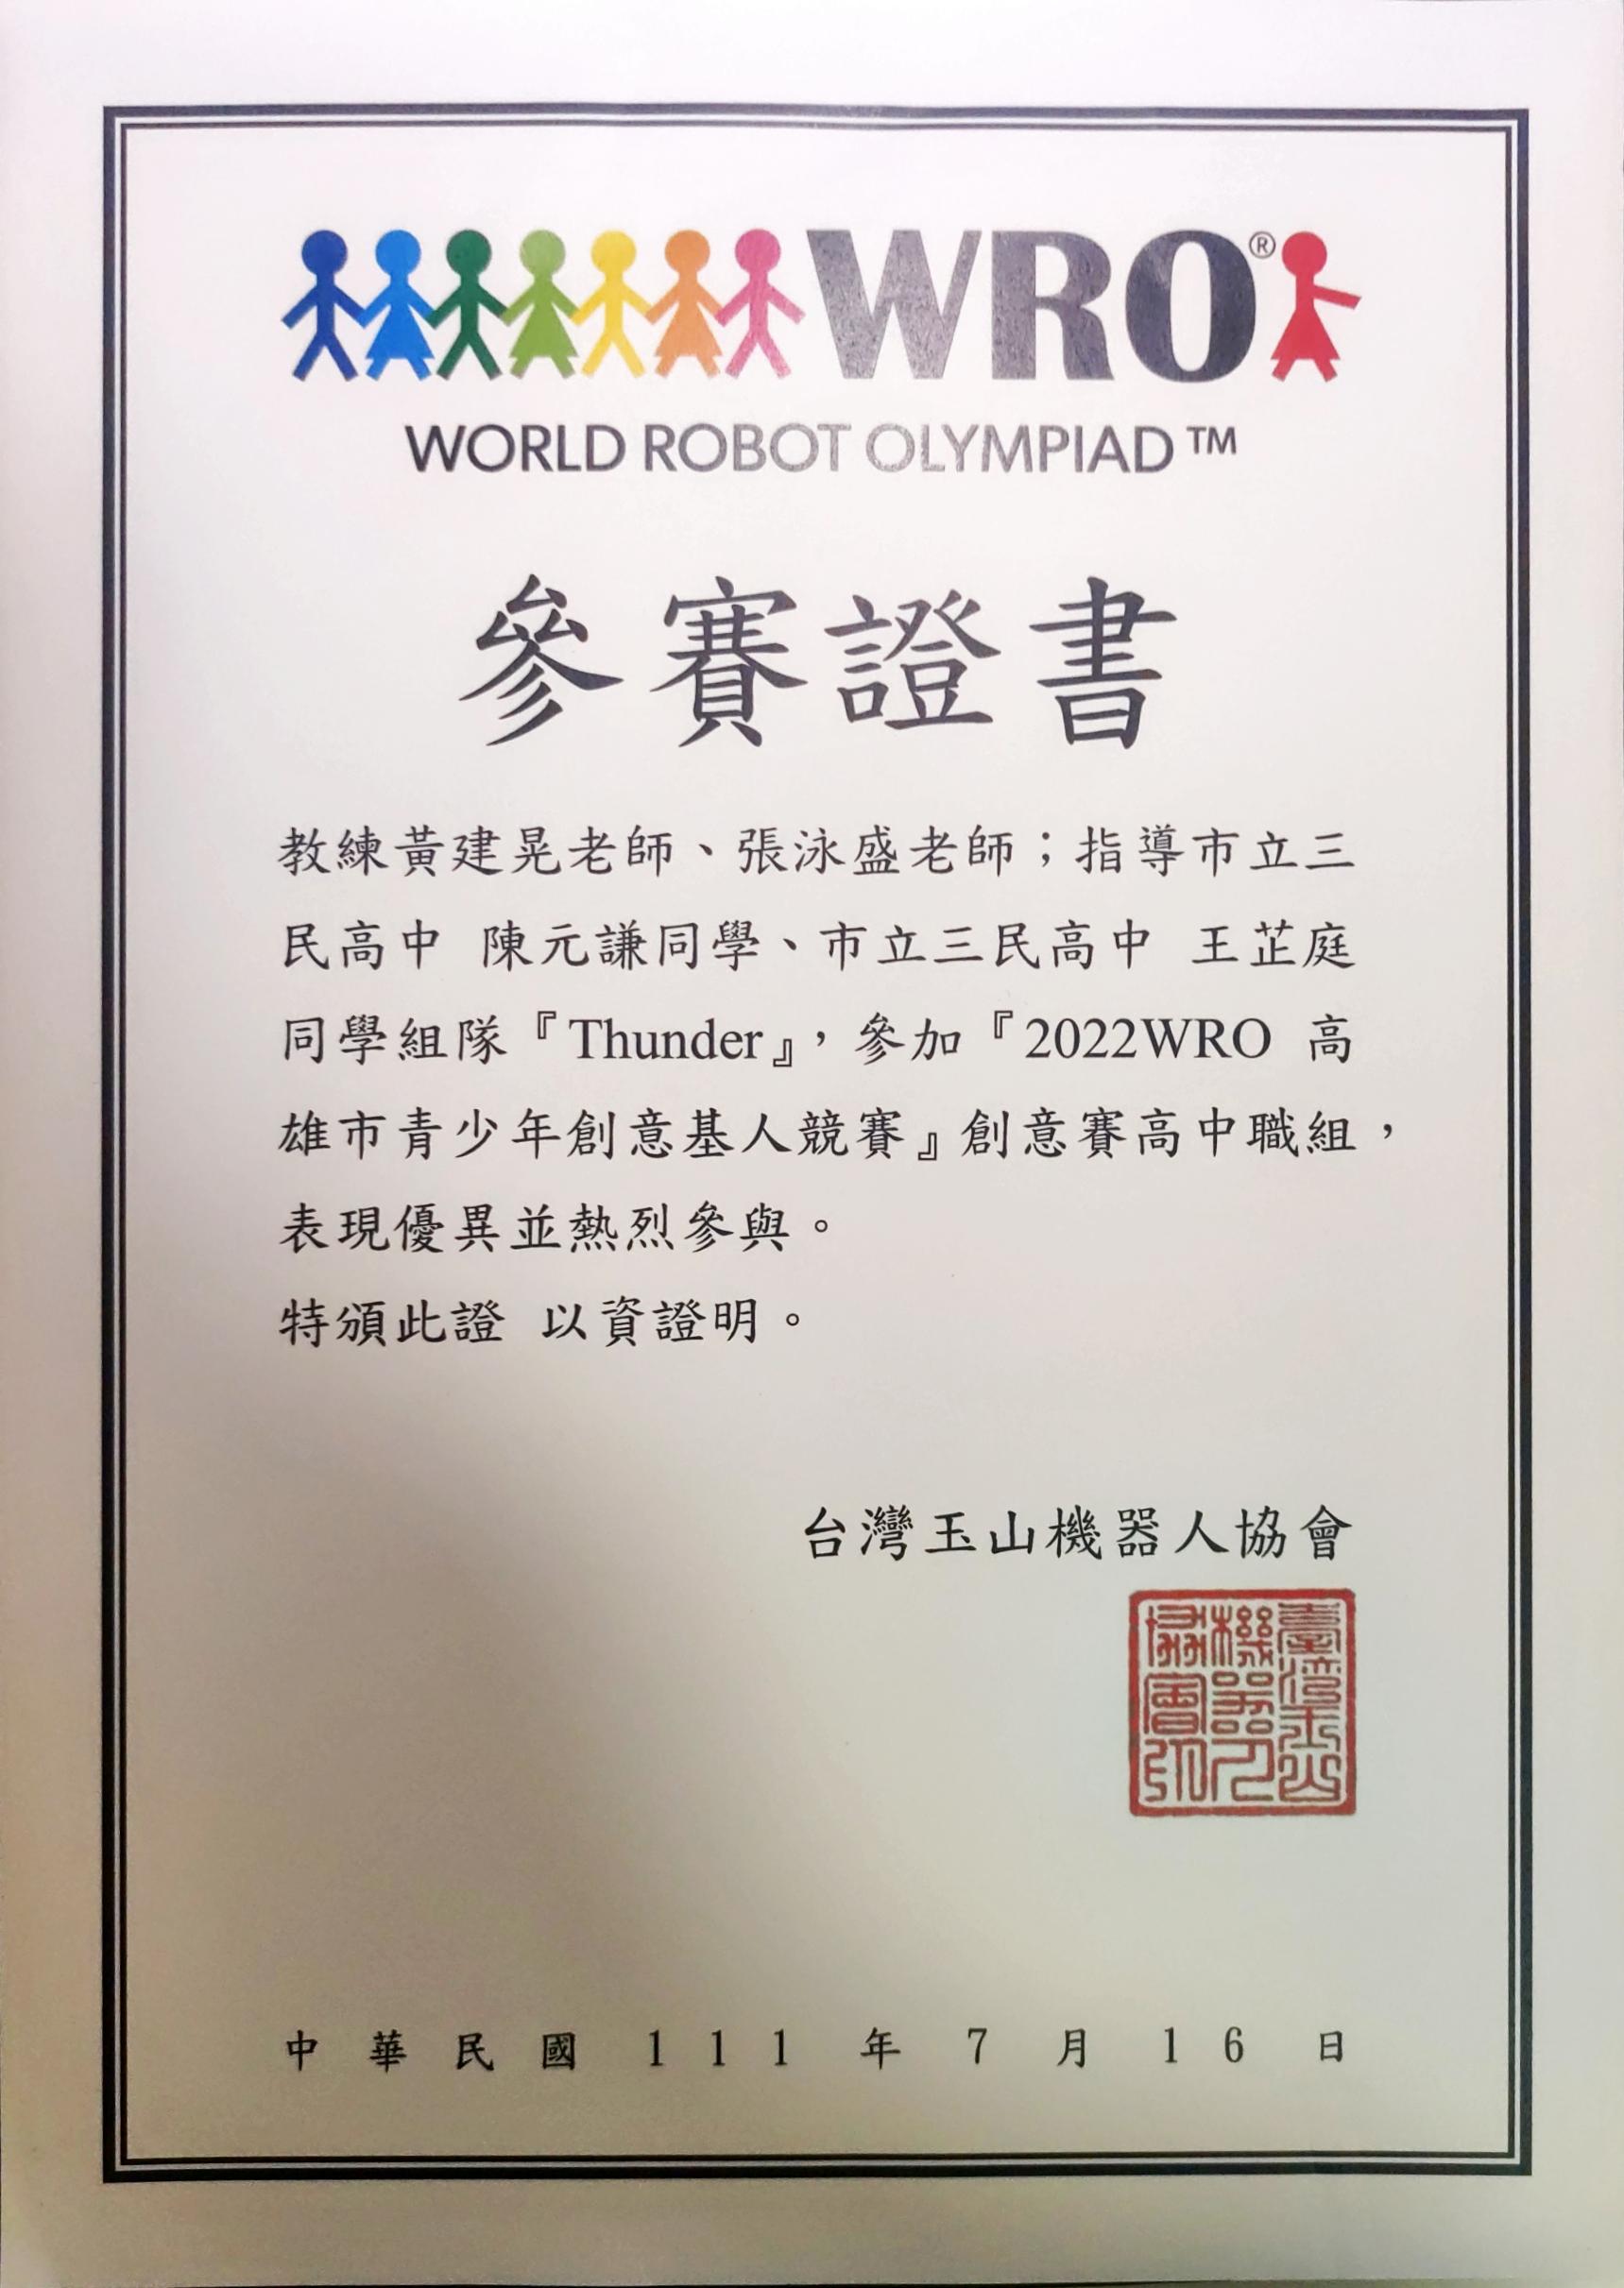 WRO®
WORLD ROBOT OLYMPIAD™
參賽證書
教練黃建晃老師、張泳盛老師；指導市立三
民高中 陳元謙同學、市立三民高中 王芷庭
同學組隊『Thunder』，參加『2022WRO 高
雄市青少年創意基人競賽』創意賽高中職組，
表現優異並熱烈參與。
特頒此證 以資證明。
台灣玉山機器人協會
臺灣玉山
機器人
協會印
中華民國 111 年 7 月 16 日